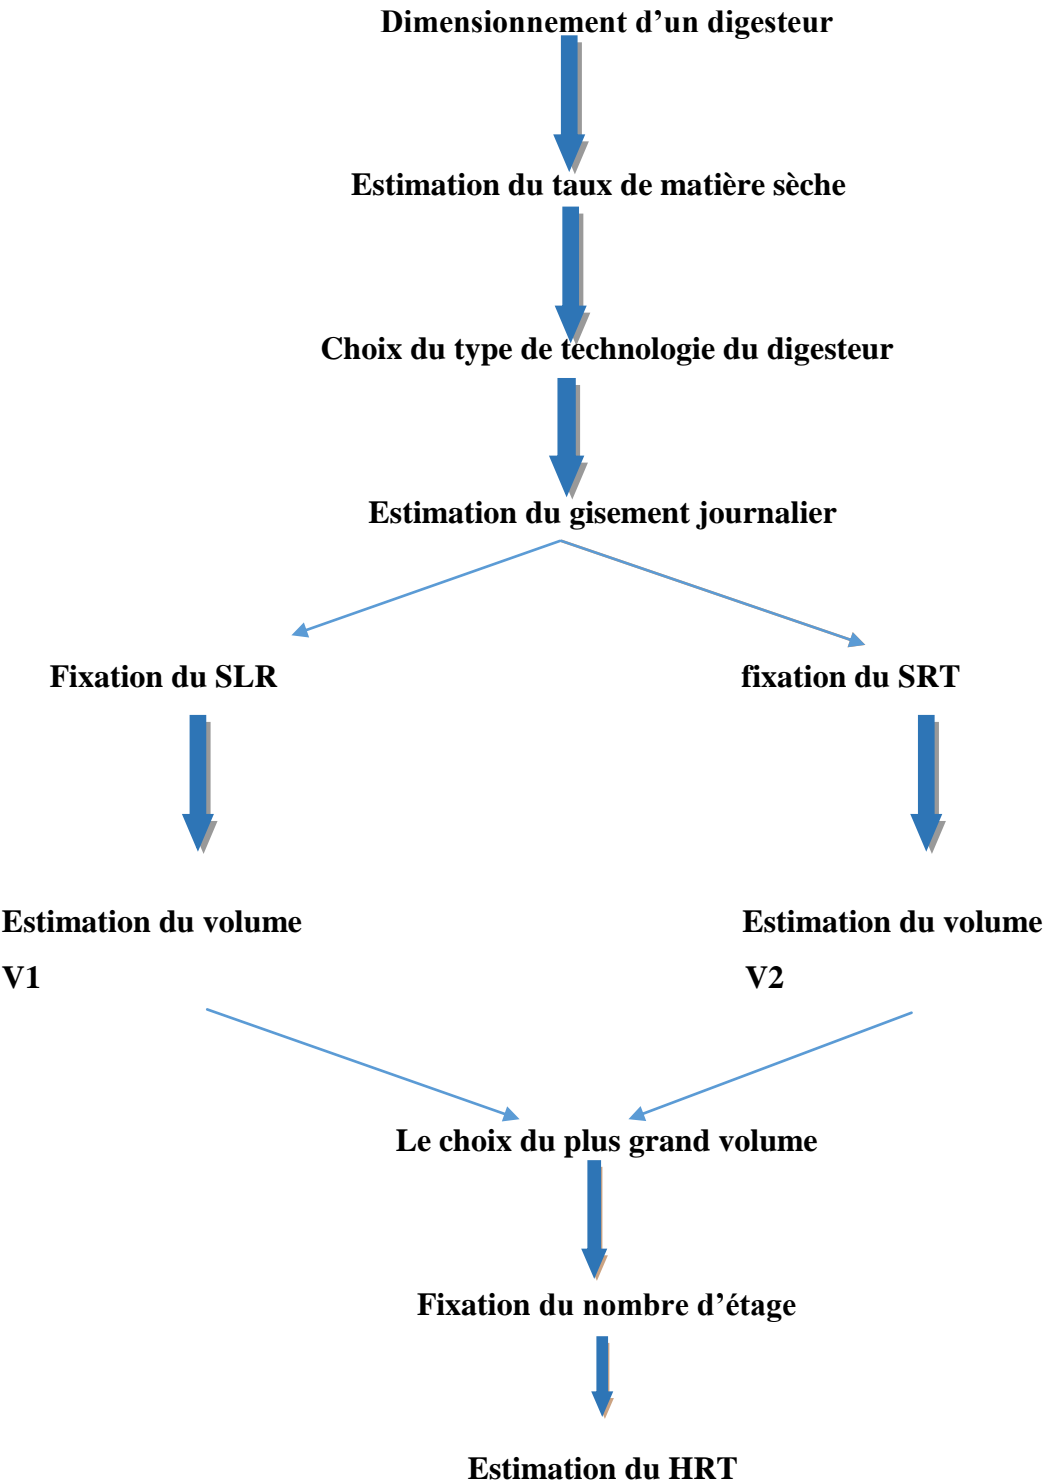 Dimensionnement d’un digesteur
Estimation du taux de matière sèche
Choix du type de technologie du digesteur
Estimation du gisement journalier
Fixation du SLR
fixation du SRT
Estimation du volume
V1
Estimation du volume
V2
Le choix du plus grand volume
Fixation du nombre d’étage
Estimation du HRT